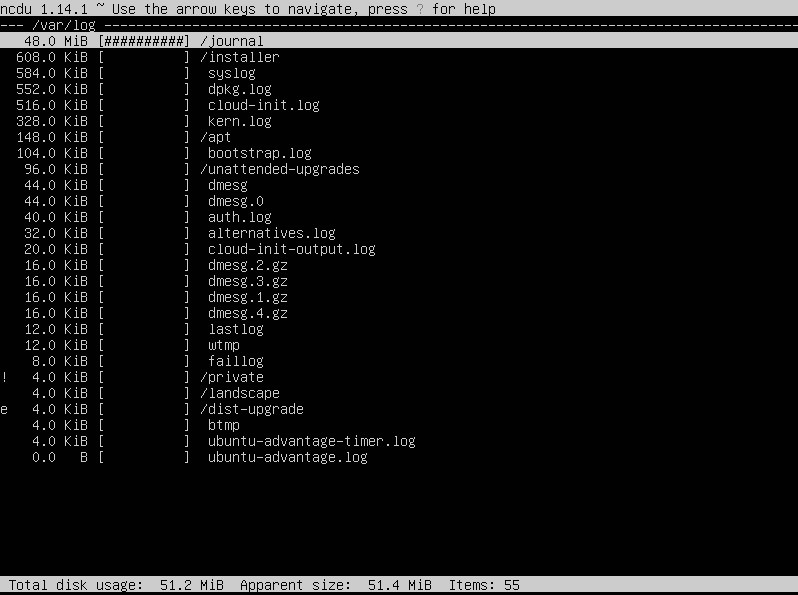 ncdu 1.14.1 ~ Use the arrow keys to navigate, press ? for help
--- /var/log ----------------------------------------------------------------------------------------
   48.0 MiB [##########] /journal
  608.0 KiB [          ] /installer
  584.0 KiB [          ]  syslog
  552.0 KiB [          ]  dpkg.log
  516.0 KiB [          ]  cloud-init.log
  328.0 KiB [          ]  kern.log
  148.0 KiB [          ] /apt
  104.0 KiB [          ]  bootstrap.log
   96.0 KiB [          ] /unattended-upgrades
   44.0 KiB [          ]  dmesg
   44.0 KiB [          ]  dmesg.0
   40.0 KiB [          ]  auth.log
   32.0 KiB [          ]  alternatives.log
   20.0 KiB [          ]  cloud-init-output.log
   16.0 KiB [          ]  dmesg.2.gz
   16.0 KiB [          ]  dmesg.3.gz
   16.0 KiB [          ]  dmesg.1.gz
   16.0 KiB [          ]  dmesg.4.gz
   12.0 KiB [          ]  lastlog
   12.0 KiB [          ]  wtmp
    8.0 KiB [          ]  faillog
!   4.0 KiB [          ] /private
    4.0 KiB [          ] /landscape
e   4.0 KiB [          ] /dist-upgrade
    4.0 KiB [          ]  btmp
    4.0 KiB [          ]  ubuntu-advantage-timer.log
    0.0   B [          ]  ubuntu-advantage.log
 Total disk usage:  51.2 MiB  Apparent size:  51.4 MiB  Items: 55